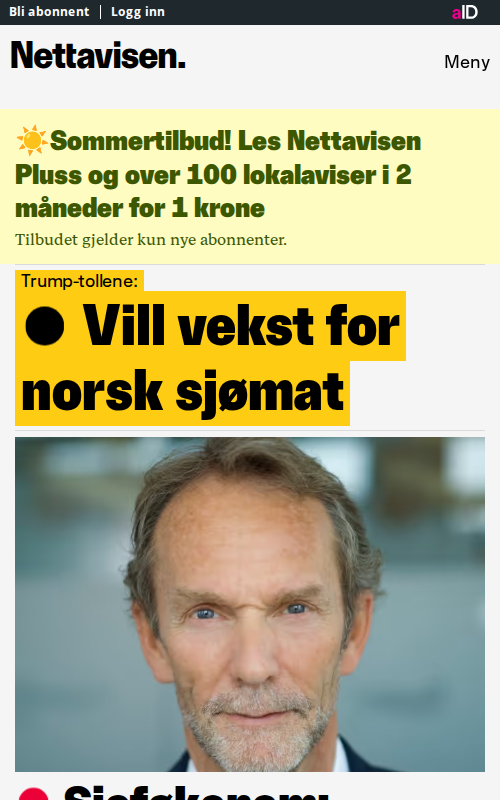 Bli abonnent | Logg inn
aID
Nettavisen.
Meny
☀️Sommertilbud! Les Nettavisen
Pluss og over 100 lokalaviser i 2
måneder for 1 krone
Tilbudet gjelder kun nye abonnenter.
Trump-tollene:
● Vill vekst for
norsk sjømat